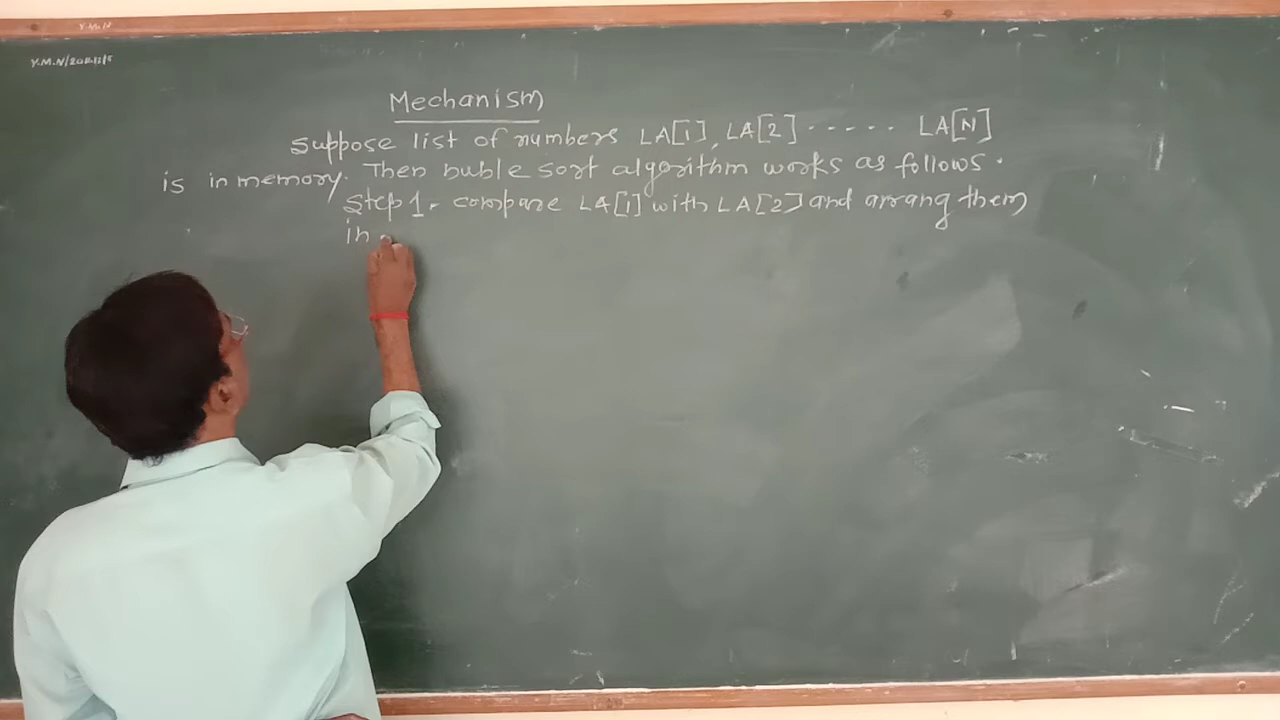 Y.M.N
Mechanism
Suppose list of numbers LA[1], LA[2] ...... LA[N]
is in memory. Then buble sort algorithm works as follows.
Step 1. compare LA[1] with LA[2] and arrang them
in